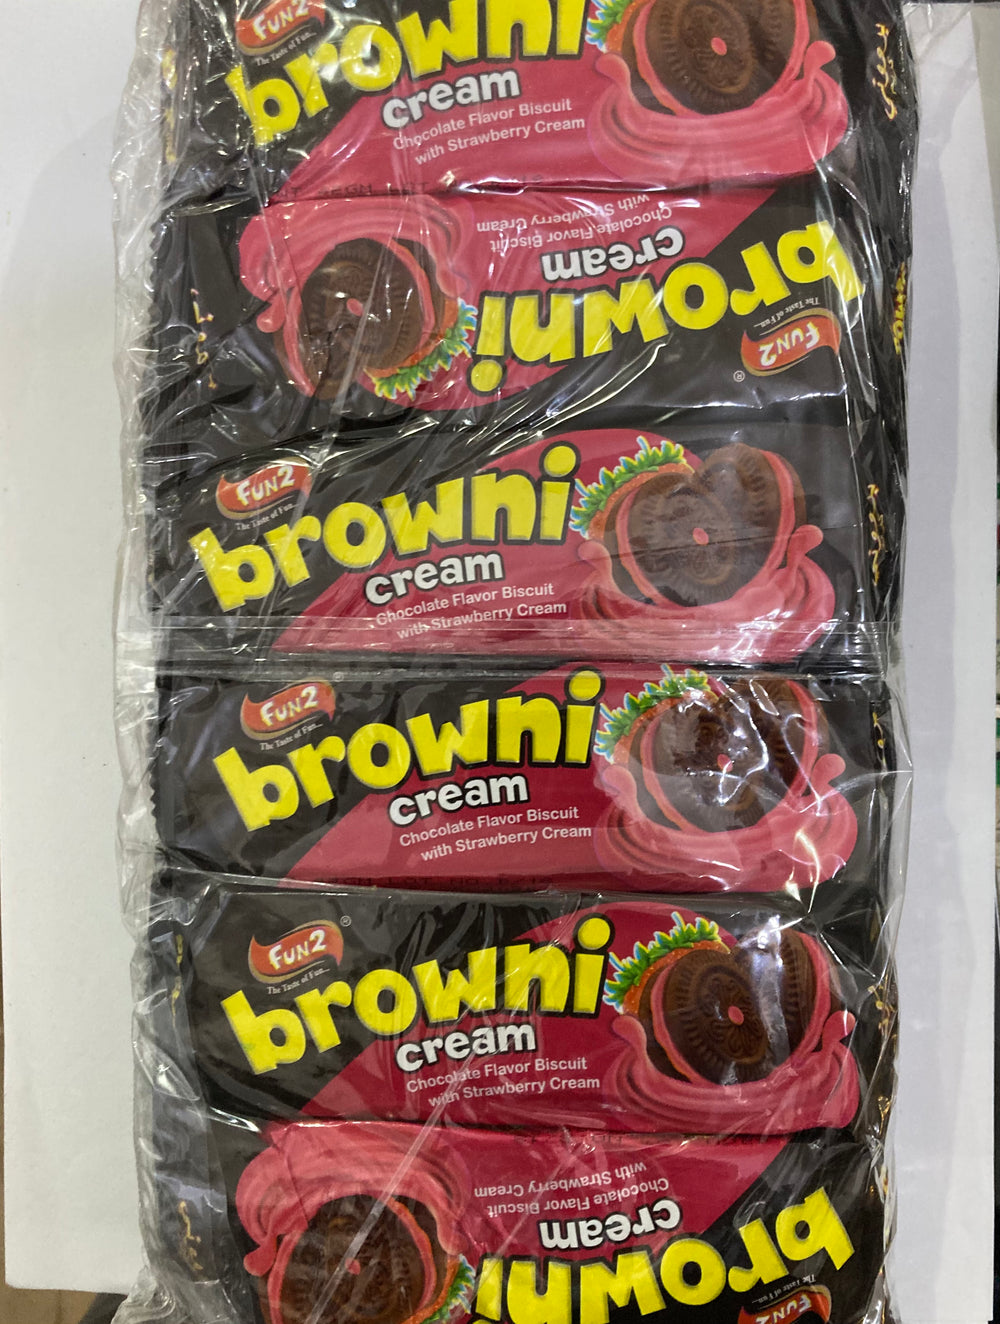 FUN2
The Taste of Fun...
browni
cream
Chocolate Flavor Biscuit
with Strawberry Cream
browni
cream
Chocolate Flavor Biscuit
with Strawberry Cream
FUN2
The Taste of Fun...
®
FUN2
The Taste of Fun...
browni
cream
Chocolate Flavor Biscuit
with Strawberry Cream
FUN2
The Taste of Fun...
browni
cream
Chocolate Flavor Biscuit
with Strawberry Cream
FUN2
®
The Taste of Fun...
browni
cream
Chocolate Flavor Biscuit
with Strawberry Cream
browni
cream
Chocolate Flavor Biscuit
with Strawberry Cream
FUN2
The Taste of Fun...